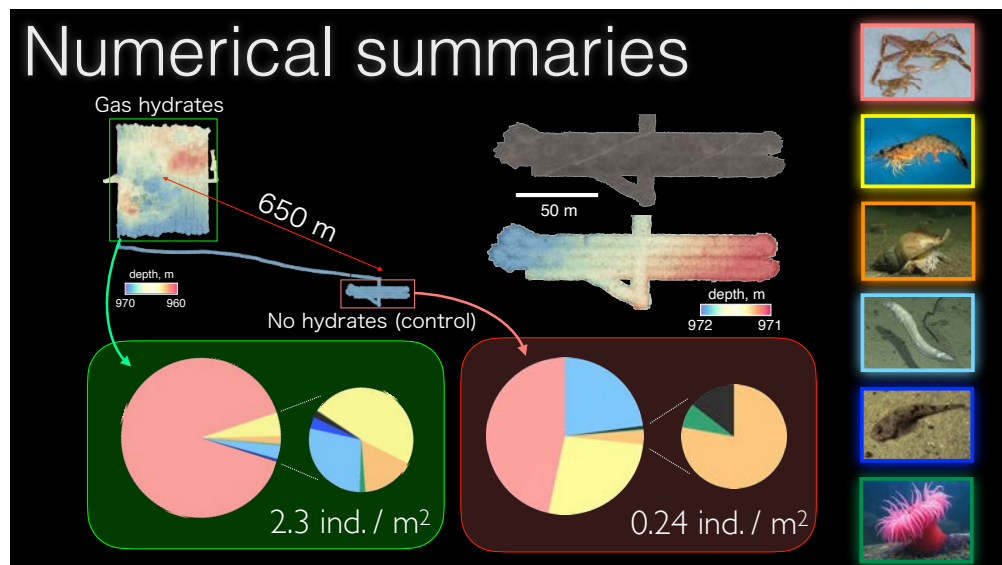 Numerical summaries
Gas hydrates
650 m
50 m
depth, m
970 960
No hydrates (control)
depth, m
972 971
2.3 ind. / m²
0.24 ind. / m²